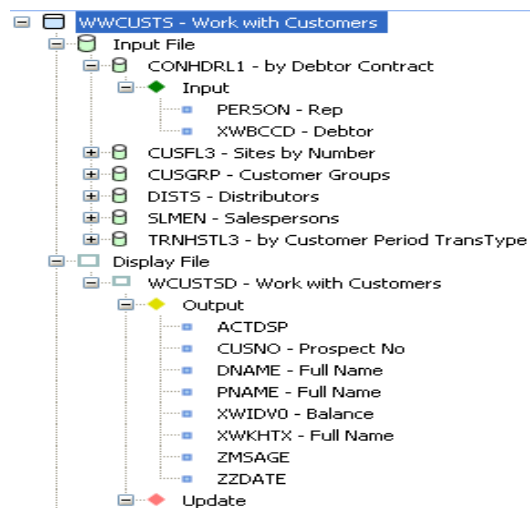 WWCUSTS - Work with Customers
Input File
CONHDRL1 - by Debtor Contract
Input
PERSON - Rep
XWBCCD - Debtor
CUSFL3 - Sites by Number
CUSGRP - Customer Groups
DISTS - Distributors
SLMEN - Salespersons
TRNHSTL3 - by Customer Period TransType
Display File
WCUSTSD - Work with Customers
Output
ACTDSP
CUSNO - Prospect No
DNAME - Full Name
PNAME - Full Name
XWIDV0 - Balance
XWKHTX - Full Name
ZMSAGE
ZZDATE
Update